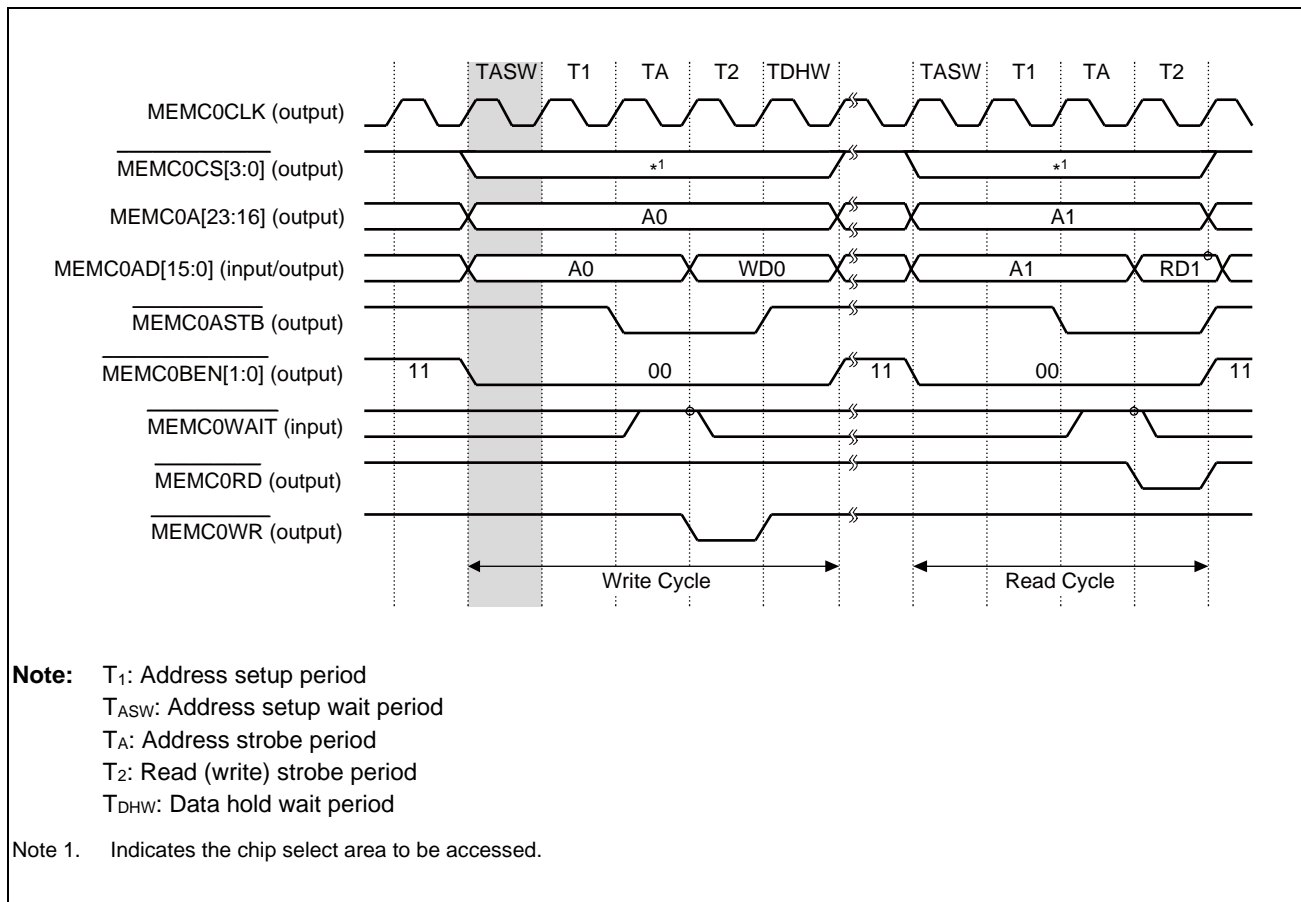 TASW T1 TA T2 TDHW TASW T1 TA T2
MEMC0CLK (output)
MEMC0CS[3:0] (output) *1 *1
MEMC0A[23:16] (output) A0 A1
MEMC0AD[15:0] (input/output) A0 WD0 A1 RD1
MEMC0ASTB (output)
MEMC0BEN[1:0] (output) 11 00 11 00 11
MEMC0WAIT (input)
MEMC0RD (output)
MEMC0WR (output)
Write Cycle Read Cycle
Note: T1: Address setup period
TASW: Address setup wait period
TA: Address strobe period
T2: Read (write) strobe period
TDHW: Data hold wait period
Note 1. Indicates the chip select area to be accessed.